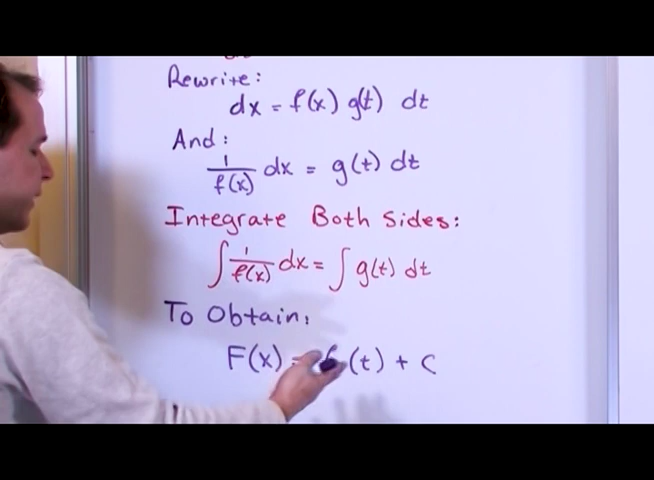 Rewrite:
dx = f(x) g(t) dt
And:
1/f(x) dx = g(t) dt
Integrate Both Sides:
∫ 1/f(x) dx = ∫ g(t) dt
To Obtain:
F(x) = (t) + C